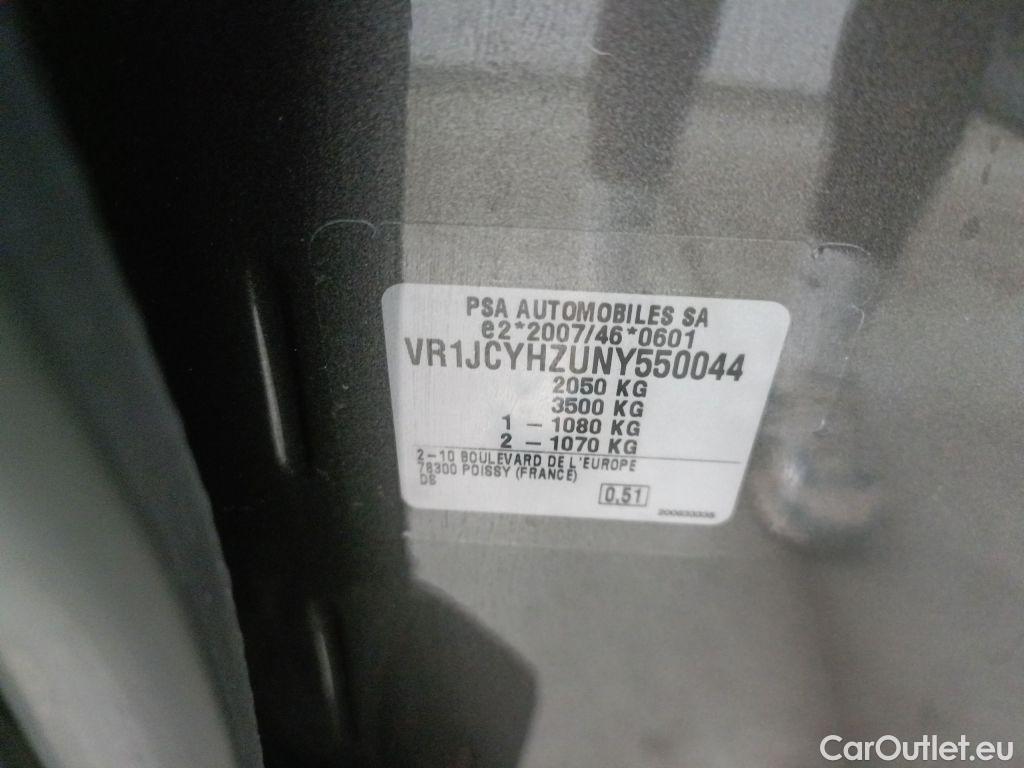 PSA AUTOMOBILES SA
e2*2007/46*0601
VR1JCYHZUNY550044
2050 KG
3500 KG
1 - 1080 KG
2 - 1070 KG
2-10 BOULEVARD DE L'EUROPE
78300 POISSY (FRANCE)
DS
0,51
CarOutlet.eu